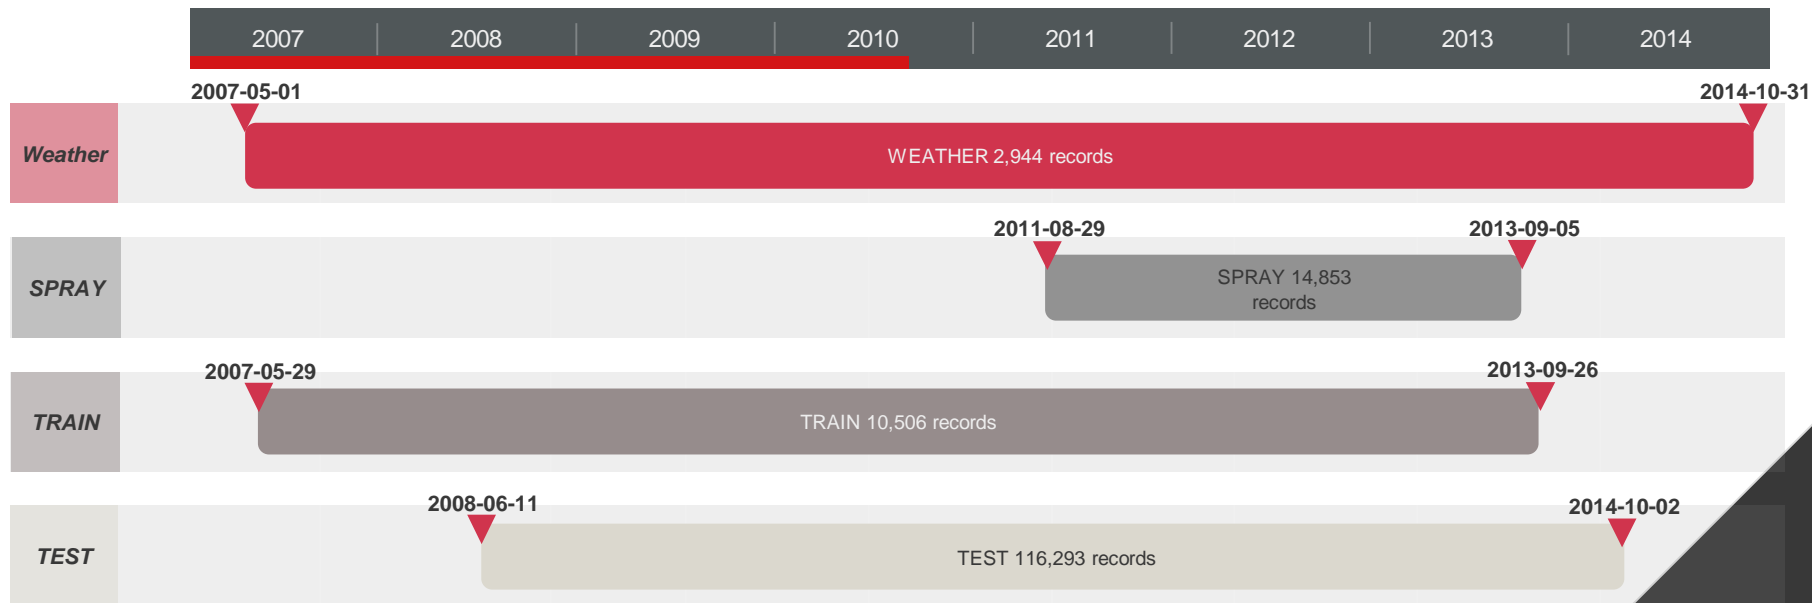 2007 2008 2009 2010 2011 2012 2013 2014
2007-05-01 2014-10-31
Weather
WEATHER 2,944 records
2011-08-29 2013-09-05
SPRAY
SPRAY 14,853
records
2007-05-29 2013-09-26
TRAIN
TRAIN 10,506 records
2008-06-11 2014-10-02
TEST
TEST 116,293 records